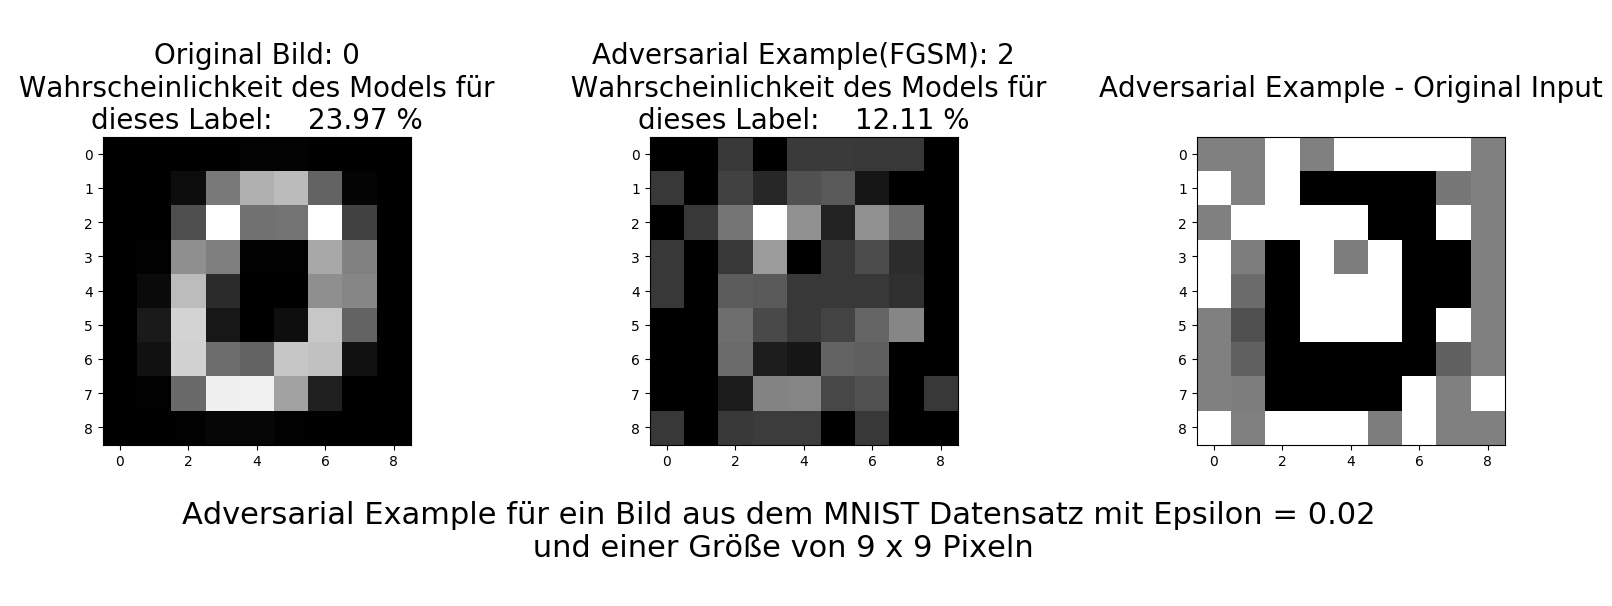 Original Bild: 0
Wahrscheinlichkeit des Models für
dieses Label: 23.97 %
0
1
2
3
4
5
6
7
8
0 2 4 6 8
Adversarial Example(FGSM): 2
Wahrscheinlichkeit des Models für
dieses Label: 12.11 %
0
1
2
3
4
5
6
7
8
0 2 4 6 8
Adversarial Example - Original Input
0
1
2
3
4
5
6
7
8
0 2 4 6 8
Adversarial Example für ein Bild aus dem MNIST Datensatz mit Epsilon = 0.02
und einer Größe von 9 x 9 Pixeln